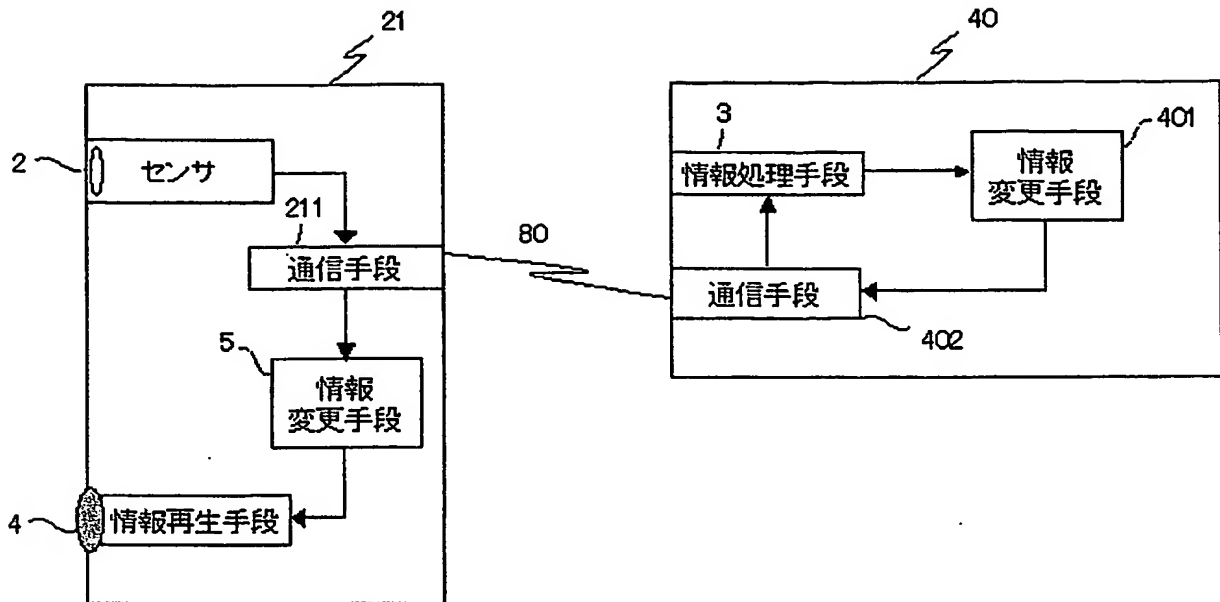 21
2
センサ
211
通信手段
80
5
情報
変更手段
4
情報再生手段
40
3
情報処理手段
401
情報
変更手段
通信手段
402